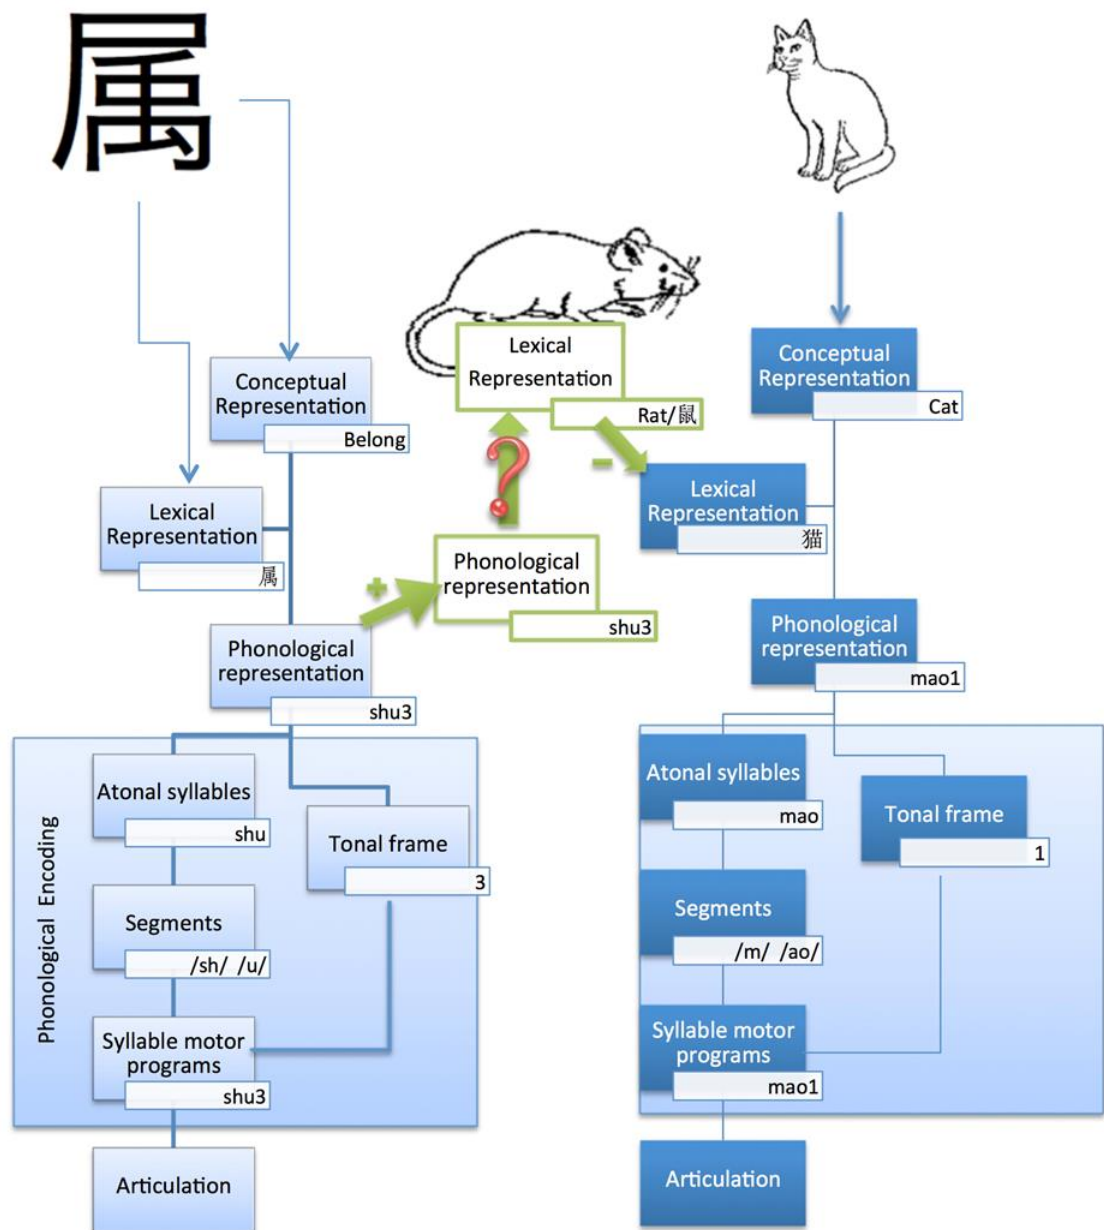 属
Conceptual
Representation
Belong
Lexical
Representation
属
Phonological
representation
shu3
Phonological Encoding
Atonal syllables
shu
Tonal frame
3
Segments
/sh/ /u/
Syllable motor
programs
shu3
Articulation
Lexical
Representation
Rat/鼠
?
+
−
Phonological
representation
shu3
Conceptual
Representation
Cat
Lexical
Representation
猫
Phonological
representation
mao1
Atonal syllables
mao
Tonal frame
1
Segments
/m/ /ao/
Syllable motor
programs
mao1
Articulation